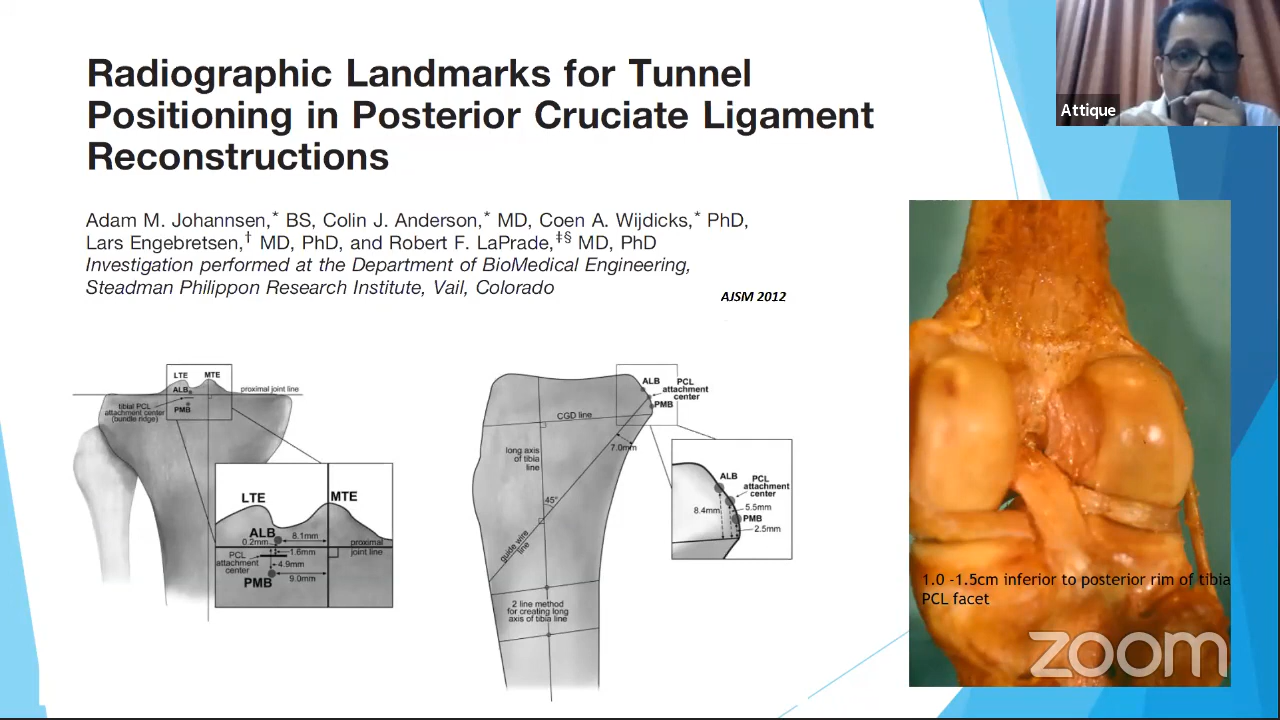 Radiographic Landmarks for Tunnel
Positioning in Posterior Cruciate Ligament
Reconstructions
Attique
Adam M. Johannsen,* BS, Colin J. Anderson,* MD, Coen A. Wijdicks,* PhD,
Lars Engebretsen,† MD, PhD, and Robert F. LaPrade,‡§ MD, PhD
Investigation performed at the Department of BioMedical Engineering,
Steadman Philippon Research Institute, Vail, Colorado
AJSM 2012
LTE
MTE
ALB
proximal joint line
tibial PCL
attachment center
(bundle ridge)
PMB
LTE
MTE
ALB
8.1mm
0.2mm
proximal
joint line
1.6mm
PCL
attachment
center
4.9mm
PMB
9.0mm
ALB
PCL
attachment
center
PMB
CGD line
7.0mm
long axis
of tibia
line
45°
guide wire
line
2 line method
for creating long
axis of tibia line
ALB
PCL
attachment
center
8.4mm
5.5mm
PMB
2.5mm
1.0 -1.5cm inferior to posterior rim of tibia
PCL facet
zoom